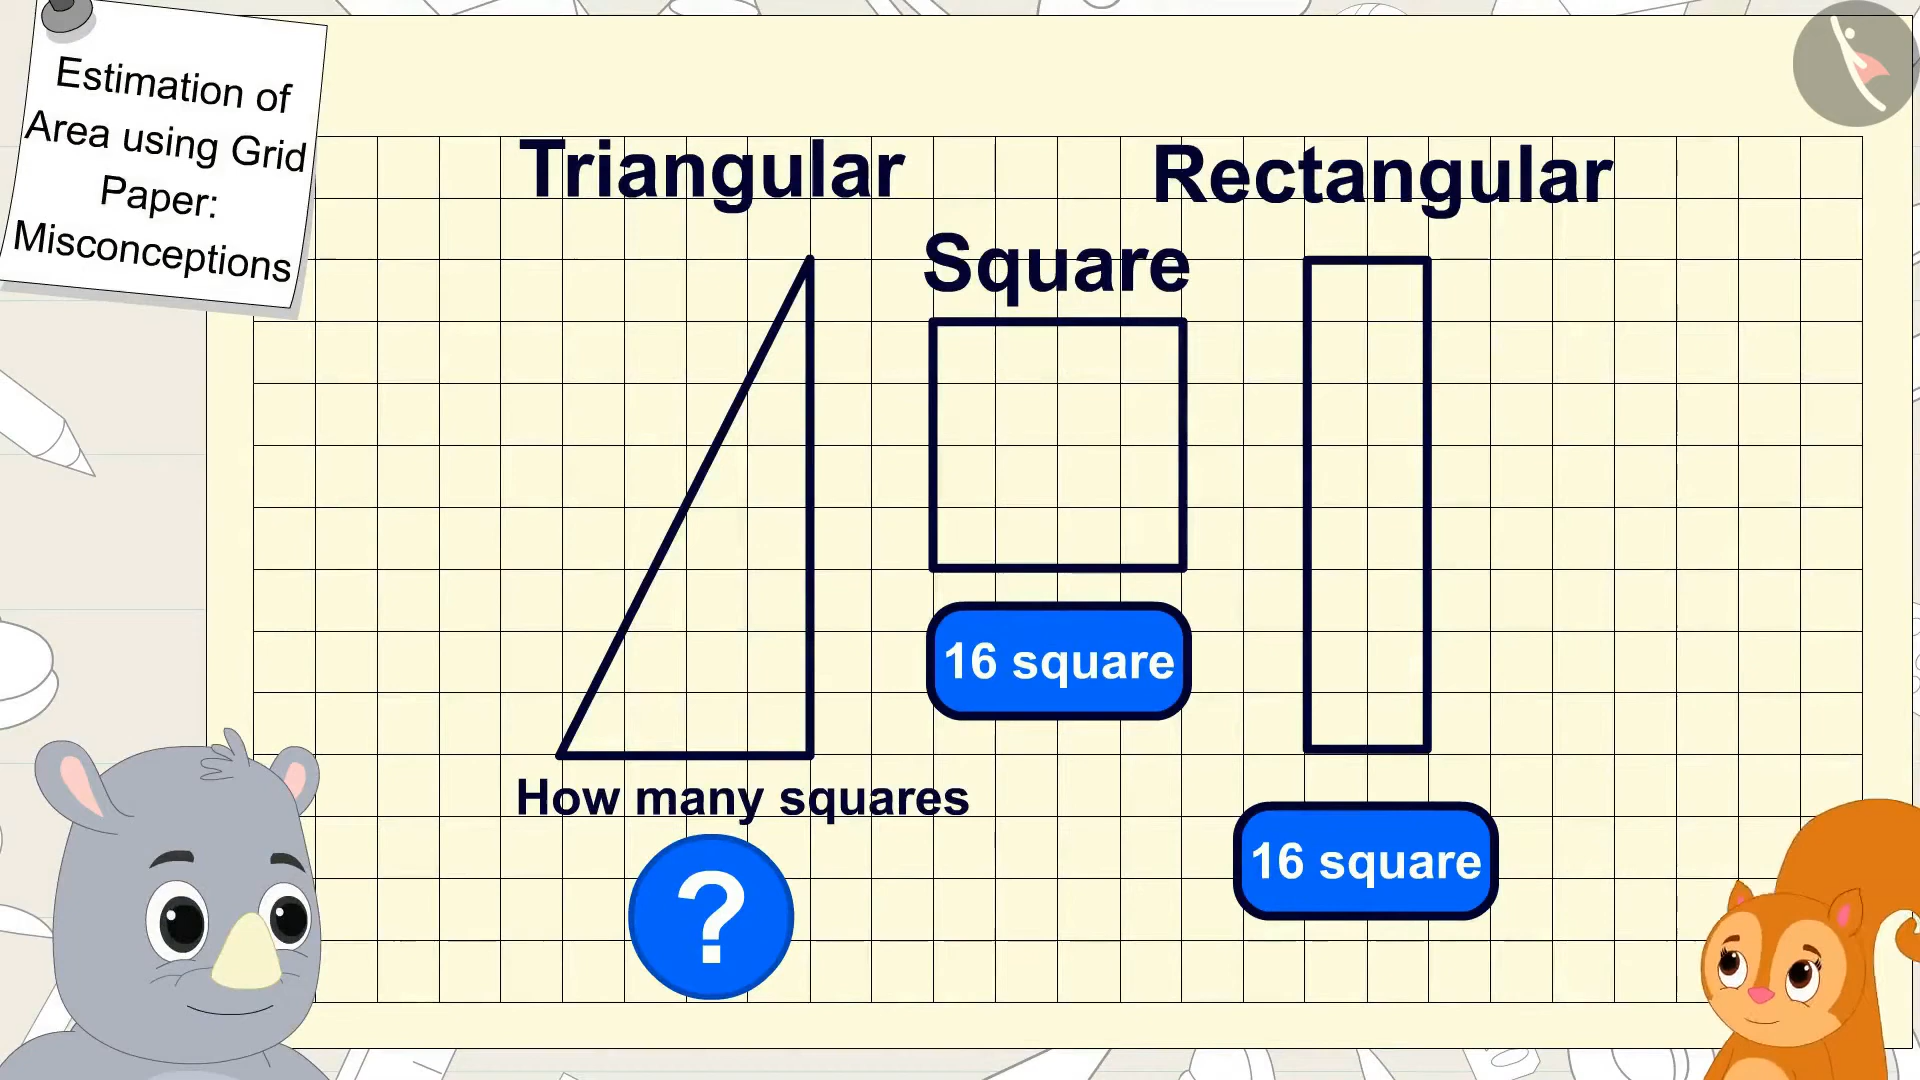 Estimation of
Area using Grid
Paper:
Misconceptions
Triangular
Rectangular
Square
16 square
How many squares
?
16 square